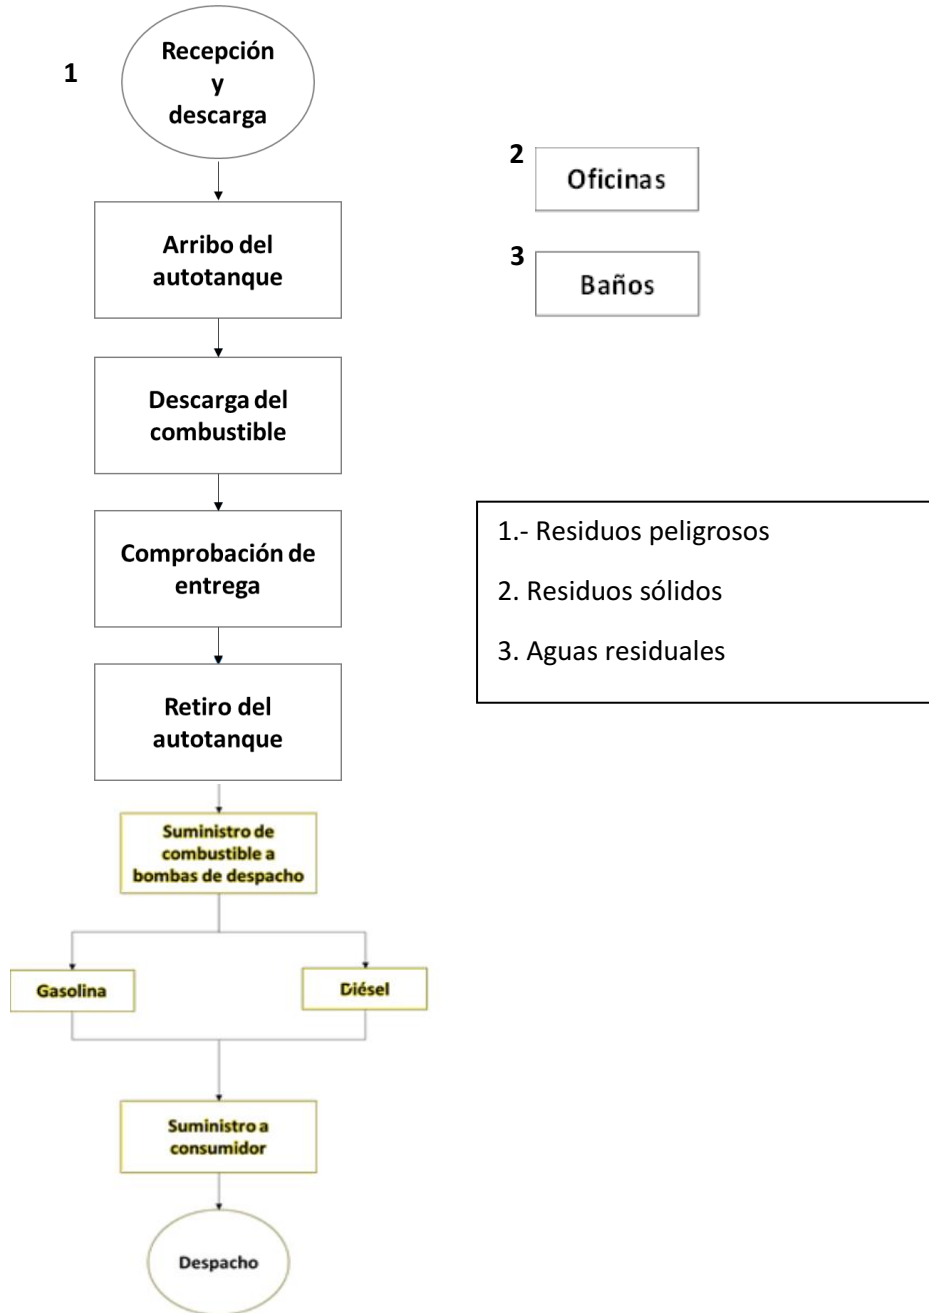 1
Recepción
y
descarga
2
Oficinas
Arribo del
autotanque
3
Baños
Descarga del
combustible
Comprobación de
entrega
1.- Residuos peligrosos
2. Residuos sólidos
3. Aguas residuales
Retiro del
autotanque
Suministro de
combustible a
bombas de despacho
Gasolina
Diésel
Suministro a
consumidor
Despacho